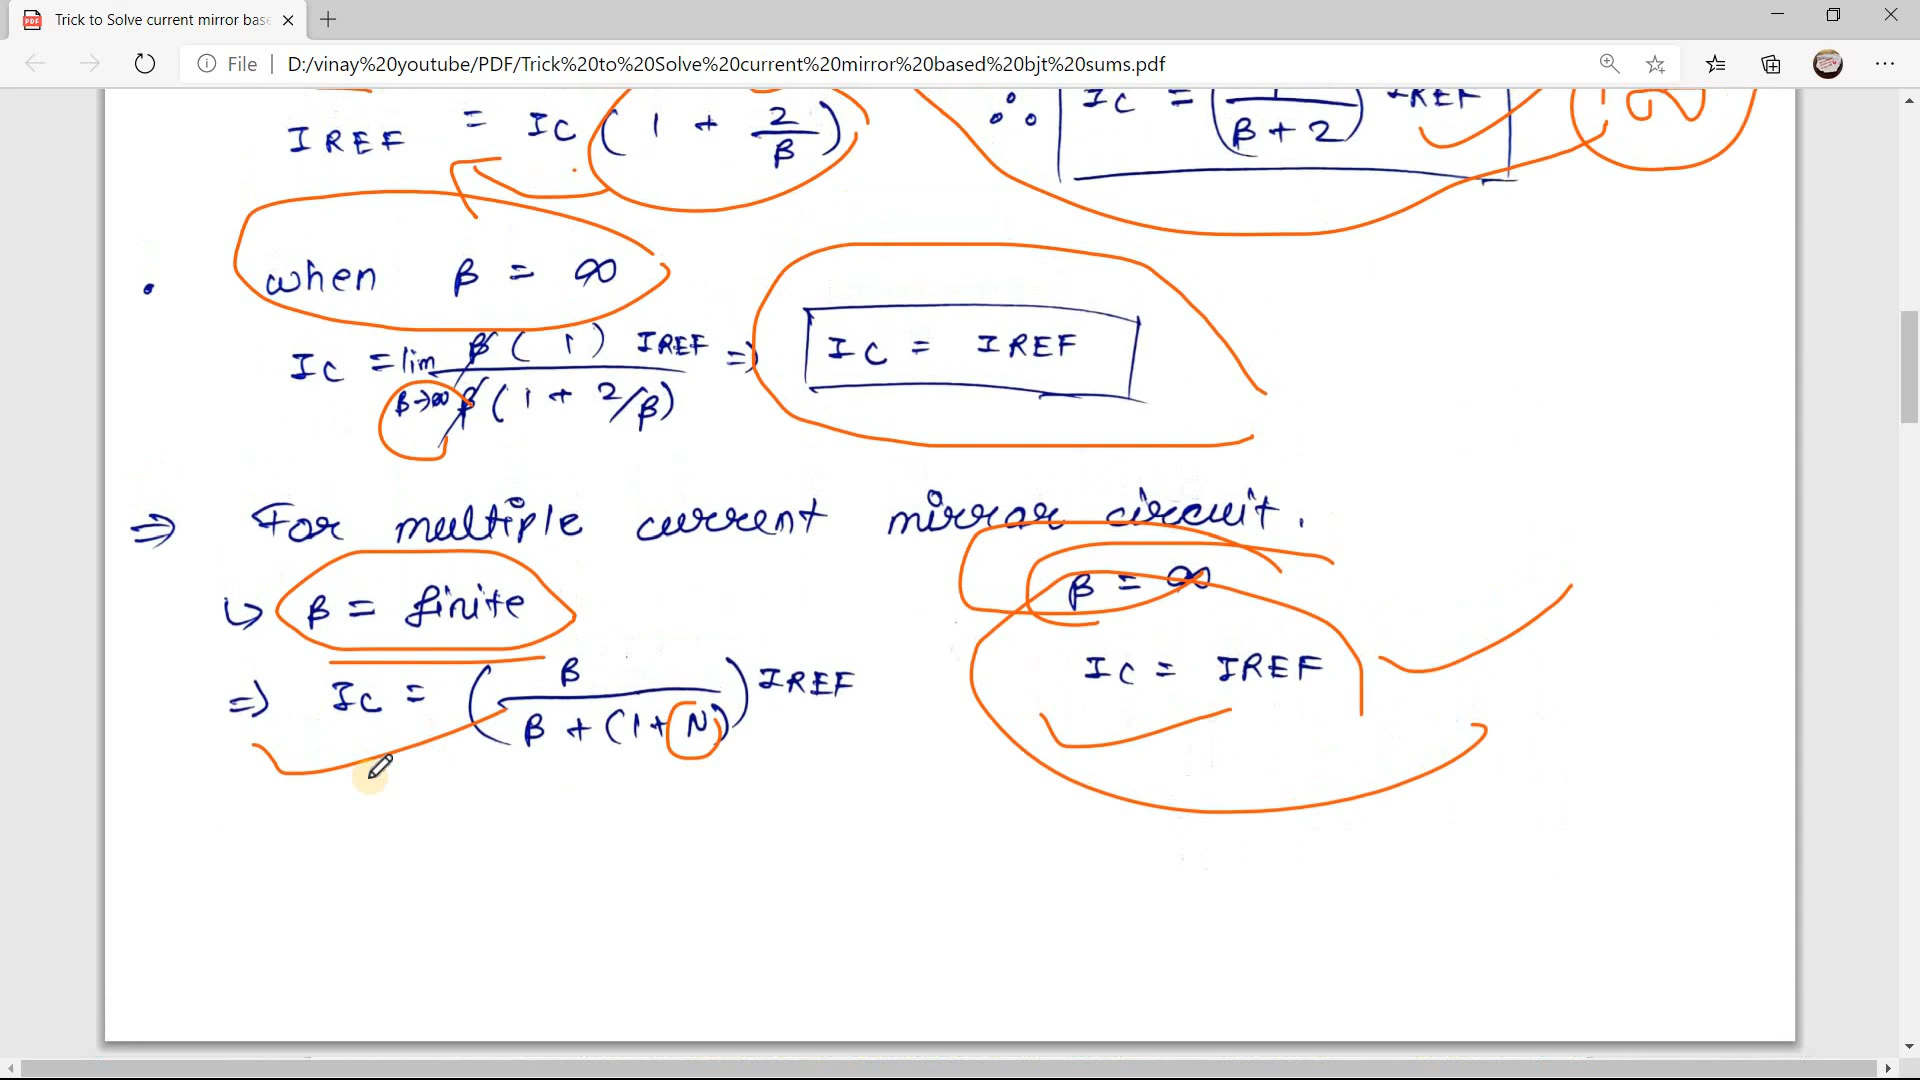 Trick to Solve current mirror base
File D:/vinay%20youtube/PDF/Trick%20to%20Solve%20current%20mirror%20based%20bjt%20sums.pdf
IREF = IC ( 1 + 2/β )
∴ IC = ( / β + 2 ) IREF
when β = ∞
IC = lim β→∞ β ( 1 ) IREF / β ( 1 + 2/β ) ⇒ IC = IREF
⇒ For multiple current mirror circuit.
↳ β = finite β = ∞
⇒ IC = ( β / β + (1 + N) ) IREF IC = IREF